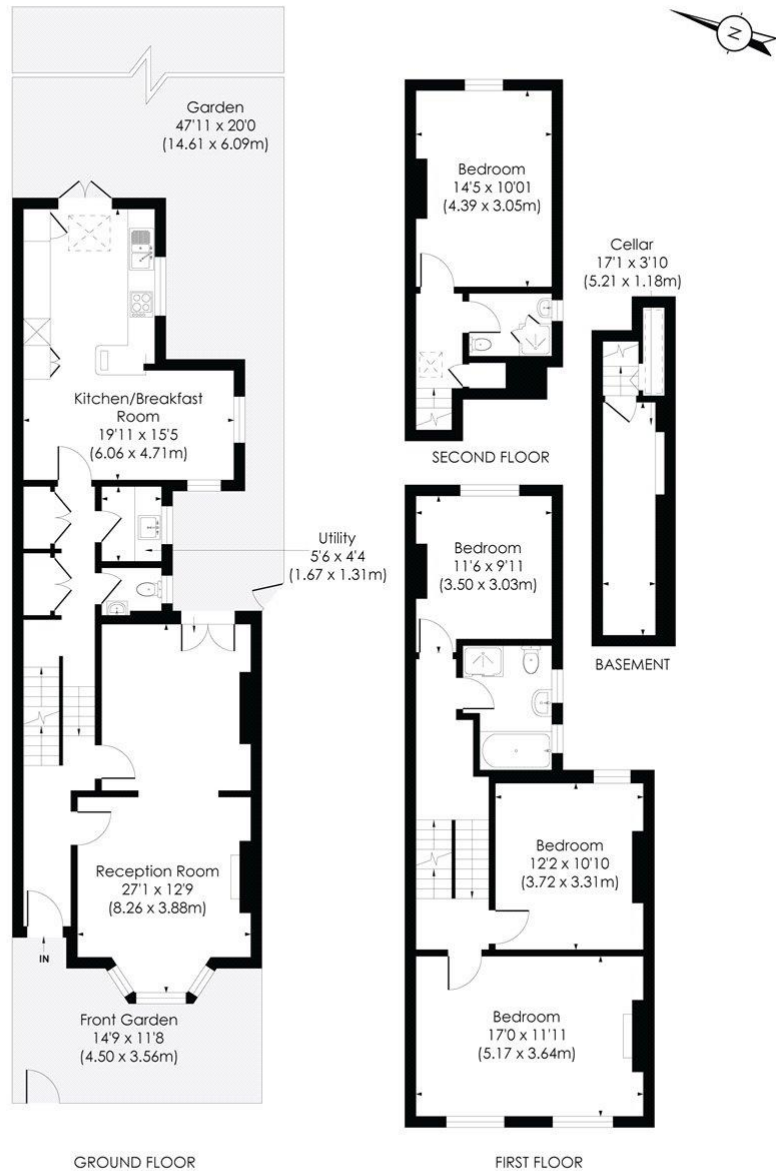 N
Garden
47'11 x 20'0
(14.61 x 6.09m)
Kitchen/Breakfast
Room
19'11 x 15'5
(6.06 x 4.71m)
Utility
5'6 x 4'4
(1.67 x 1.31m)
Reception Room
27'1 x 12'9
(8.26 x 3.88m)
IN
Front Garden
14'9 x 11'8
(4.50 x 3.56m)
GROUND FLOOR
Bedroom
14'5 x 10'01
(4.39 x 3.05m)
SECOND FLOOR
Cellar
17'1 x 3'10
(5.21 x 1.18m)
BASEMENT
Bedroom
11'6 x 9'11
(3.50 x 3.03m)
Bedroom
12'2 x 10'10
(3.72 x 3.31m)
Bedroom
17'0 x 11'11
(5.17 x 3.64m)
FIRST FLOOR